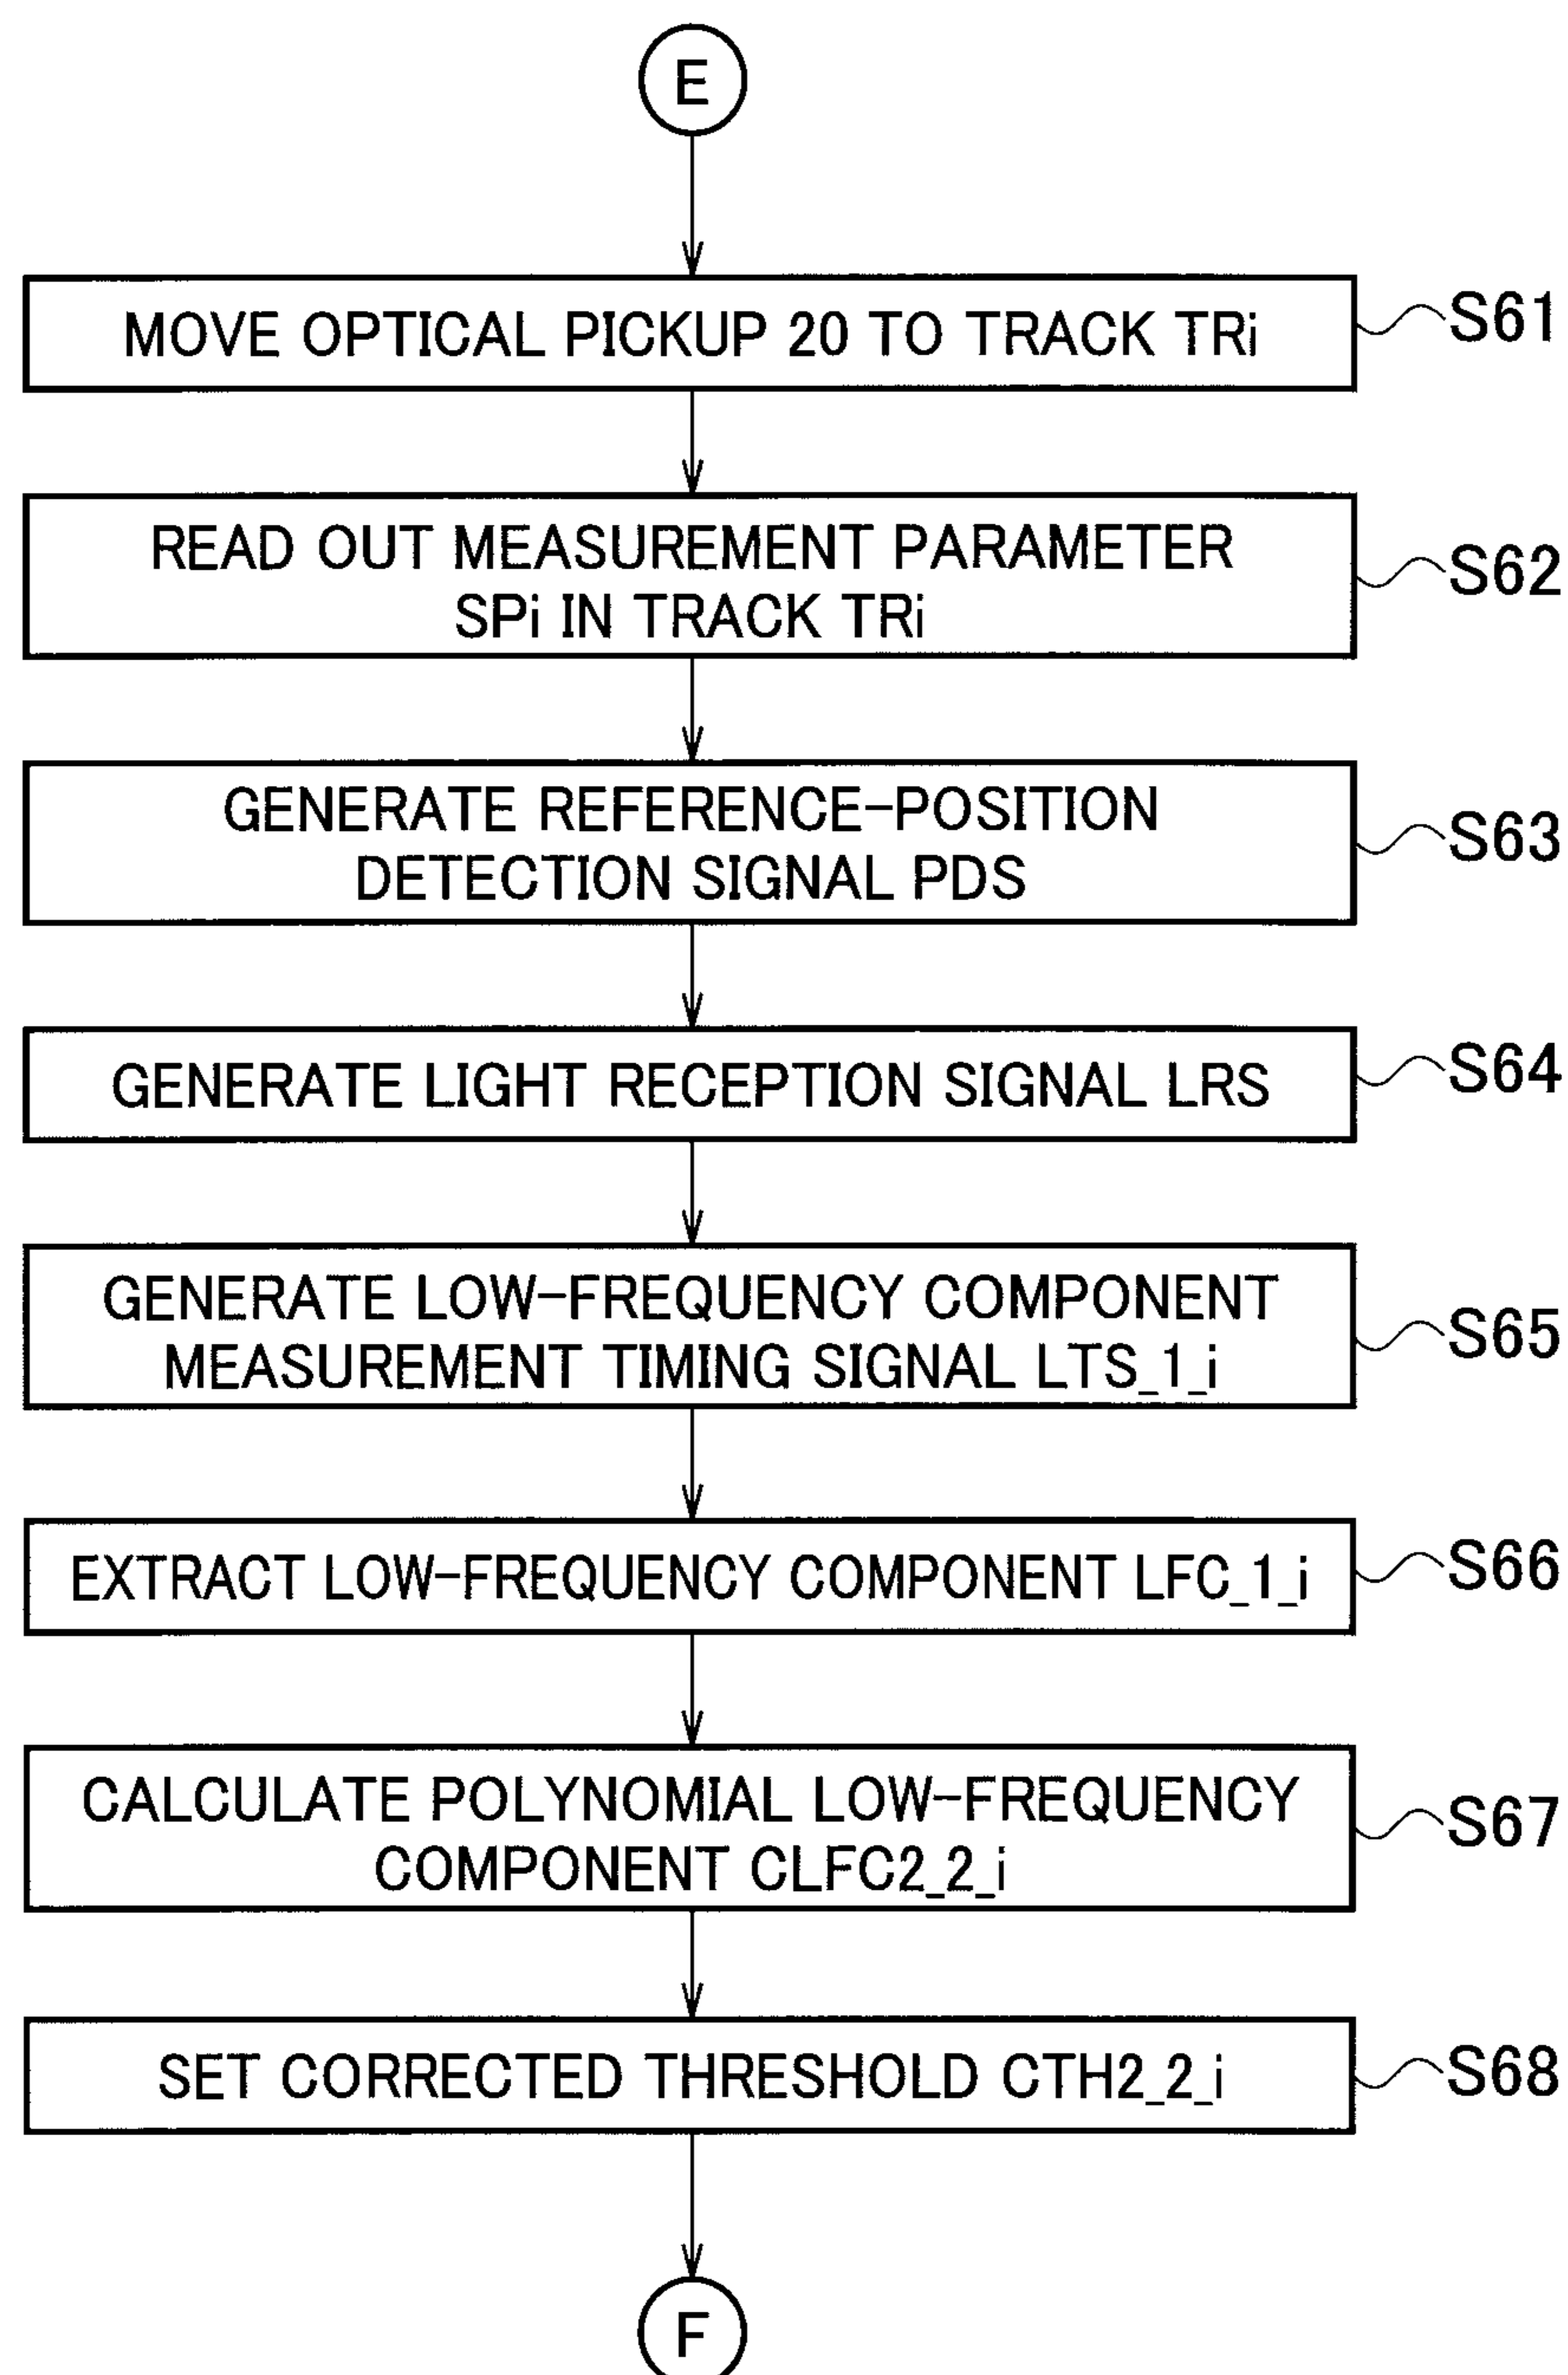 E
MOVE OPTICAL PICKUP 20 TO TRACK TRi
S61
READ OUT MEASUREMENT PARAMETER
SPi IN TRACK TRi
S62
GENERATE REFERENCE-POSITION
DETECTION SIGNAL PDS
S63
GENERATE LIGHT RECEPTION SIGNAL LRS
S64
GENERATE LOW-FREQUENCY COMPONENT
MEASUREMENT TIMING SIGNAL LTS_1_i
S65
EXTRACT LOW-FREQUENCY COMPONENT LFC_1_i
S66
CALCULATE POLYNOMIAL LOW-FREQUENCY
COMPONENT CLFC2_2_i
S67
SET CORRECTED THRESHOLD CTH2_2_i
S68
F